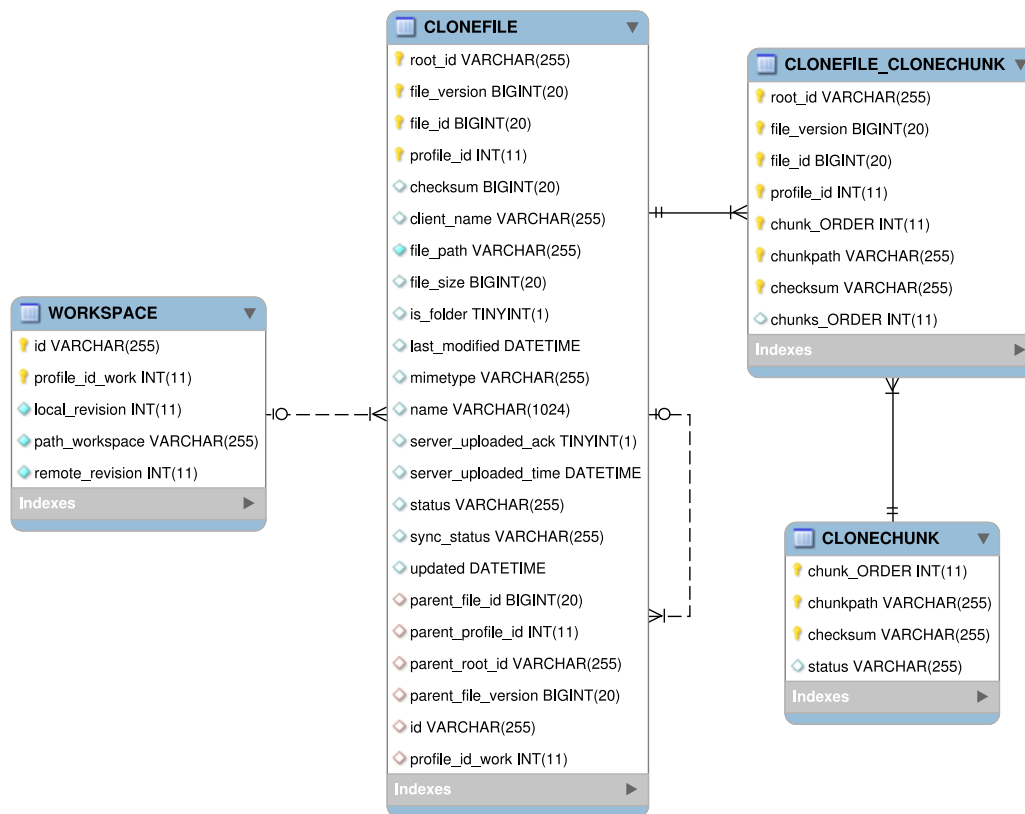 CLONEFILE
root_id VARCHAR(255)
file_version BIGINT(20)
file_id BIGINT(20)
profile_id INT(11)
checksum BIGINT(20)
client_name VARCHAR(255)
file_path VARCHAR(255)
file_size BIGINT(20)
is_folder TINYINT(1)
last_modified DATETIME
mimetype VARCHAR(255)
name VARCHAR(1024)
server_uploaded_ack TINYINT(1)
server_uploaded_time DATETIME
status VARCHAR(255)
sync_status VARCHAR(255)
updated DATETIME
parent_file_id BIGINT(20)
parent_profile_id INT(11)
parent_root_id VARCHAR(255)
parent_file_version BIGINT(20)
id VARCHAR(255)
profile_id_work INT(11)
Indexes
CLONEFILE_CLONECHUNK
root_id VARCHAR(255)
file_version BIGINT(20)
file_id BIGINT(20)
profile_id INT(11)
chunk_ORDER INT(11)
chunkpath VARCHAR(255)
checksum VARCHAR(255)
chunks_ORDER INT(11)
Indexes
WORKSPACE
id VARCHAR(255)
profile_id_work INT(11)
local_revision INT(11)
path_workspace VARCHAR(255)
remote_revision INT(11)
Indexes
CLONECHUNK
chunk_ORDER INT(11)
chunkpath VARCHAR(255)
checksum VARCHAR(255)
status VARCHAR(255)
Indexes